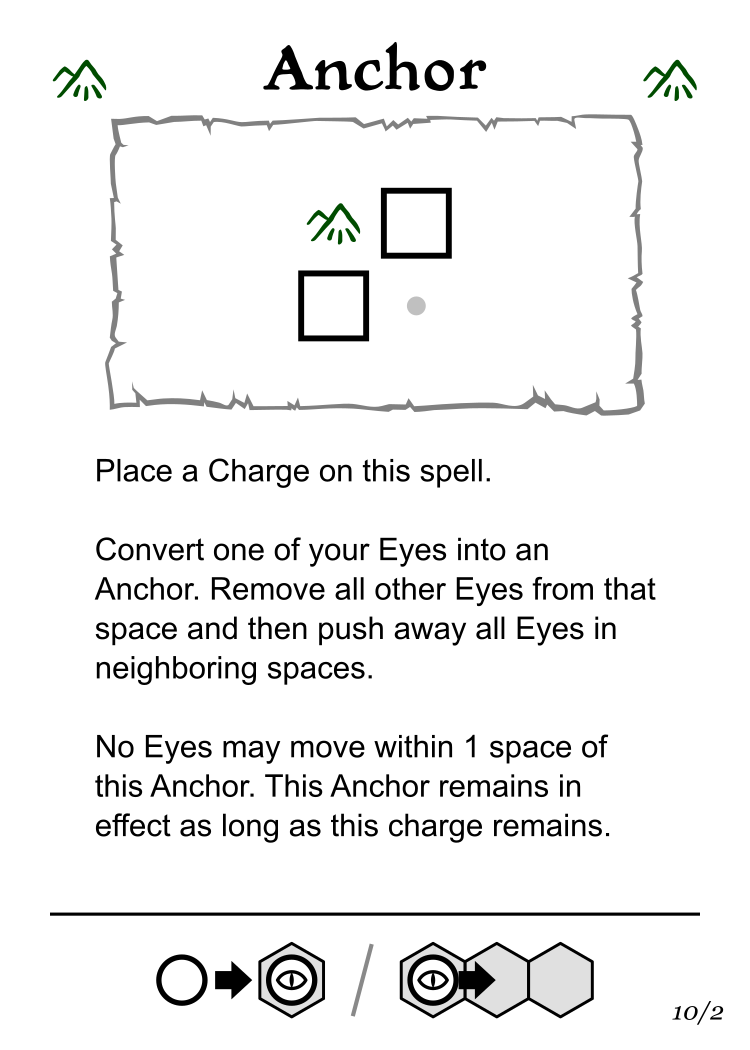 Anchor
Place a Charge on this spell.
Convert one of your Eyes into an
Anchor. Remove all other Eyes from that
space and then push away all Eyes in
neighboring spaces.
No Eyes may move within 1 space of
this Anchor. This Anchor remains in
effect as long as this charge remains.
10/2